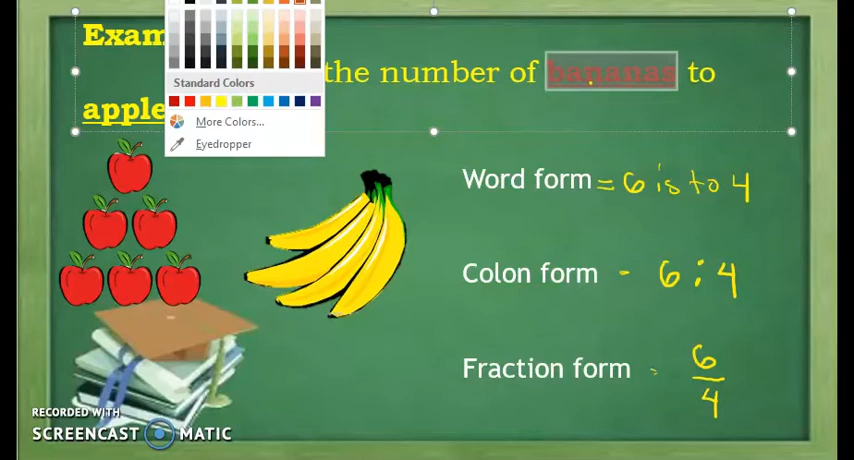 Exam
Standard Colors
the number of bananas to
apple
More Colors...
Eyedropper
Word form = 6 is to 4
Colon form - 6 : 4
Fraction form - 6/4
RECORDED WITH
SCREENCAST MATIC